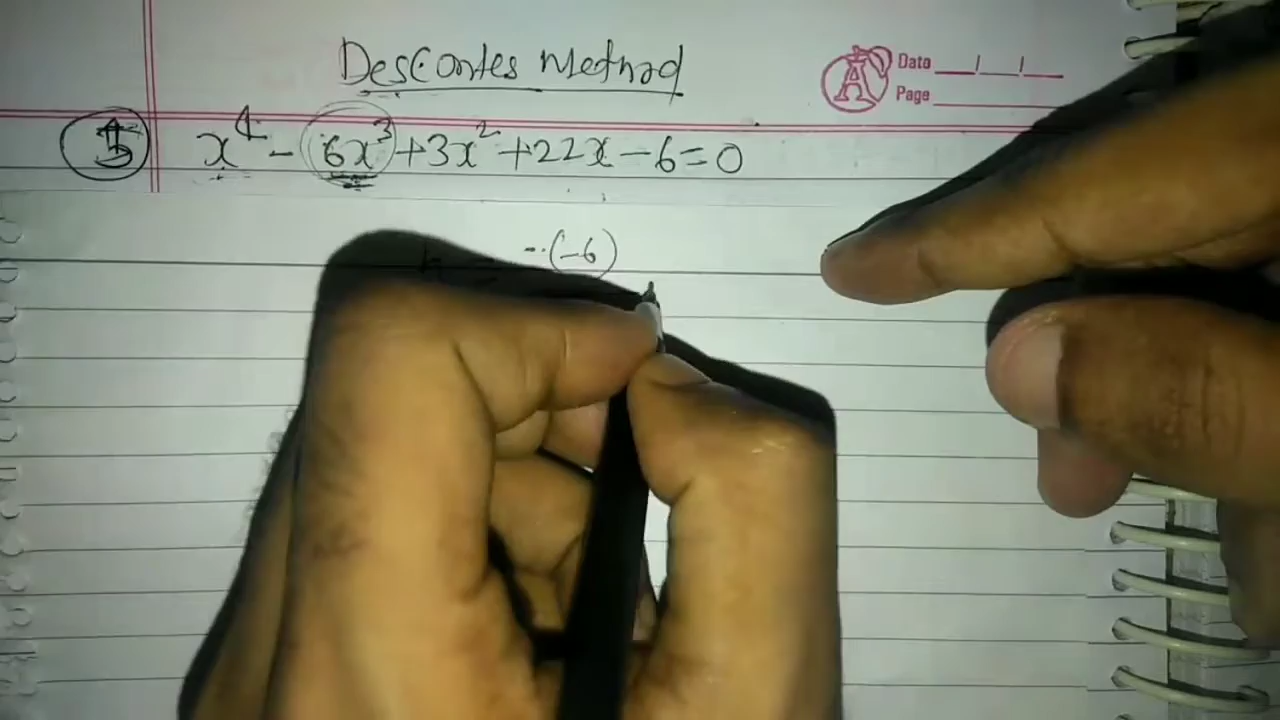 Descartes Method
Date
Page
5 x⁴ - 6x³ + 3x² + 22x - 6 = 0
- (-6)